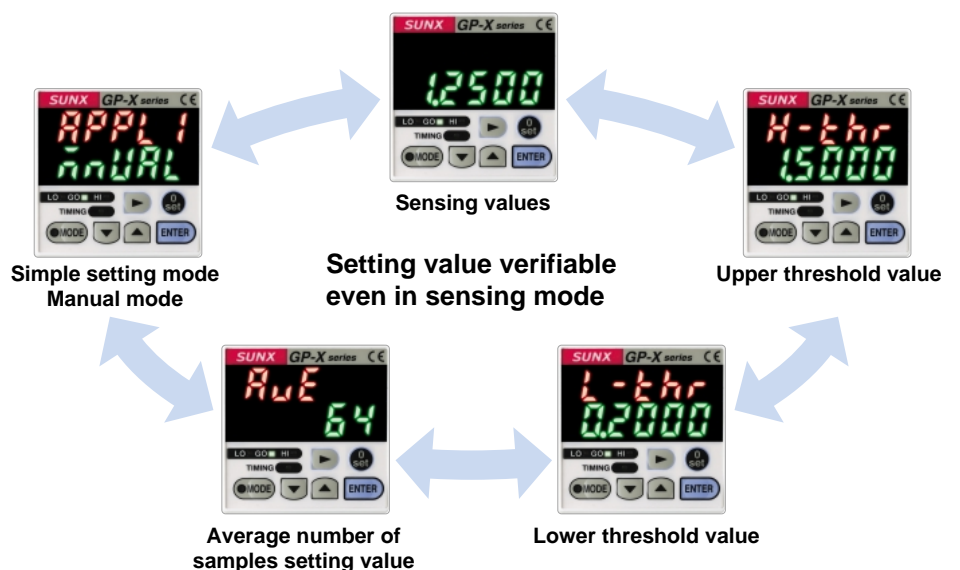 SUNX GP-X series CE
1.2500
LO GO HI
TIMING
0 set
MODE ENTER
Sensing values
SUNX GP-X series CE
APPL1
mnUAL
LO GO HI
TIMING
0 set
MODE ENTER
Simple setting mode
Manual mode
SUNX GP-X series CE
H-thr
1.5000
LO GO HI
TIMING
0 set
MODE ENTER
Upper threshold value
Setting value verifiable
even in sensing mode
SUNX GP-X series CE
AvE
64
LO GO HI
TIMING
0 set
MODE ENTER
Average number of
samples setting value
SUNX GP-X series CE
L-thr
0.2000
LO GO HI
TIMING
0 set
MODE ENTER
Lower threshold value